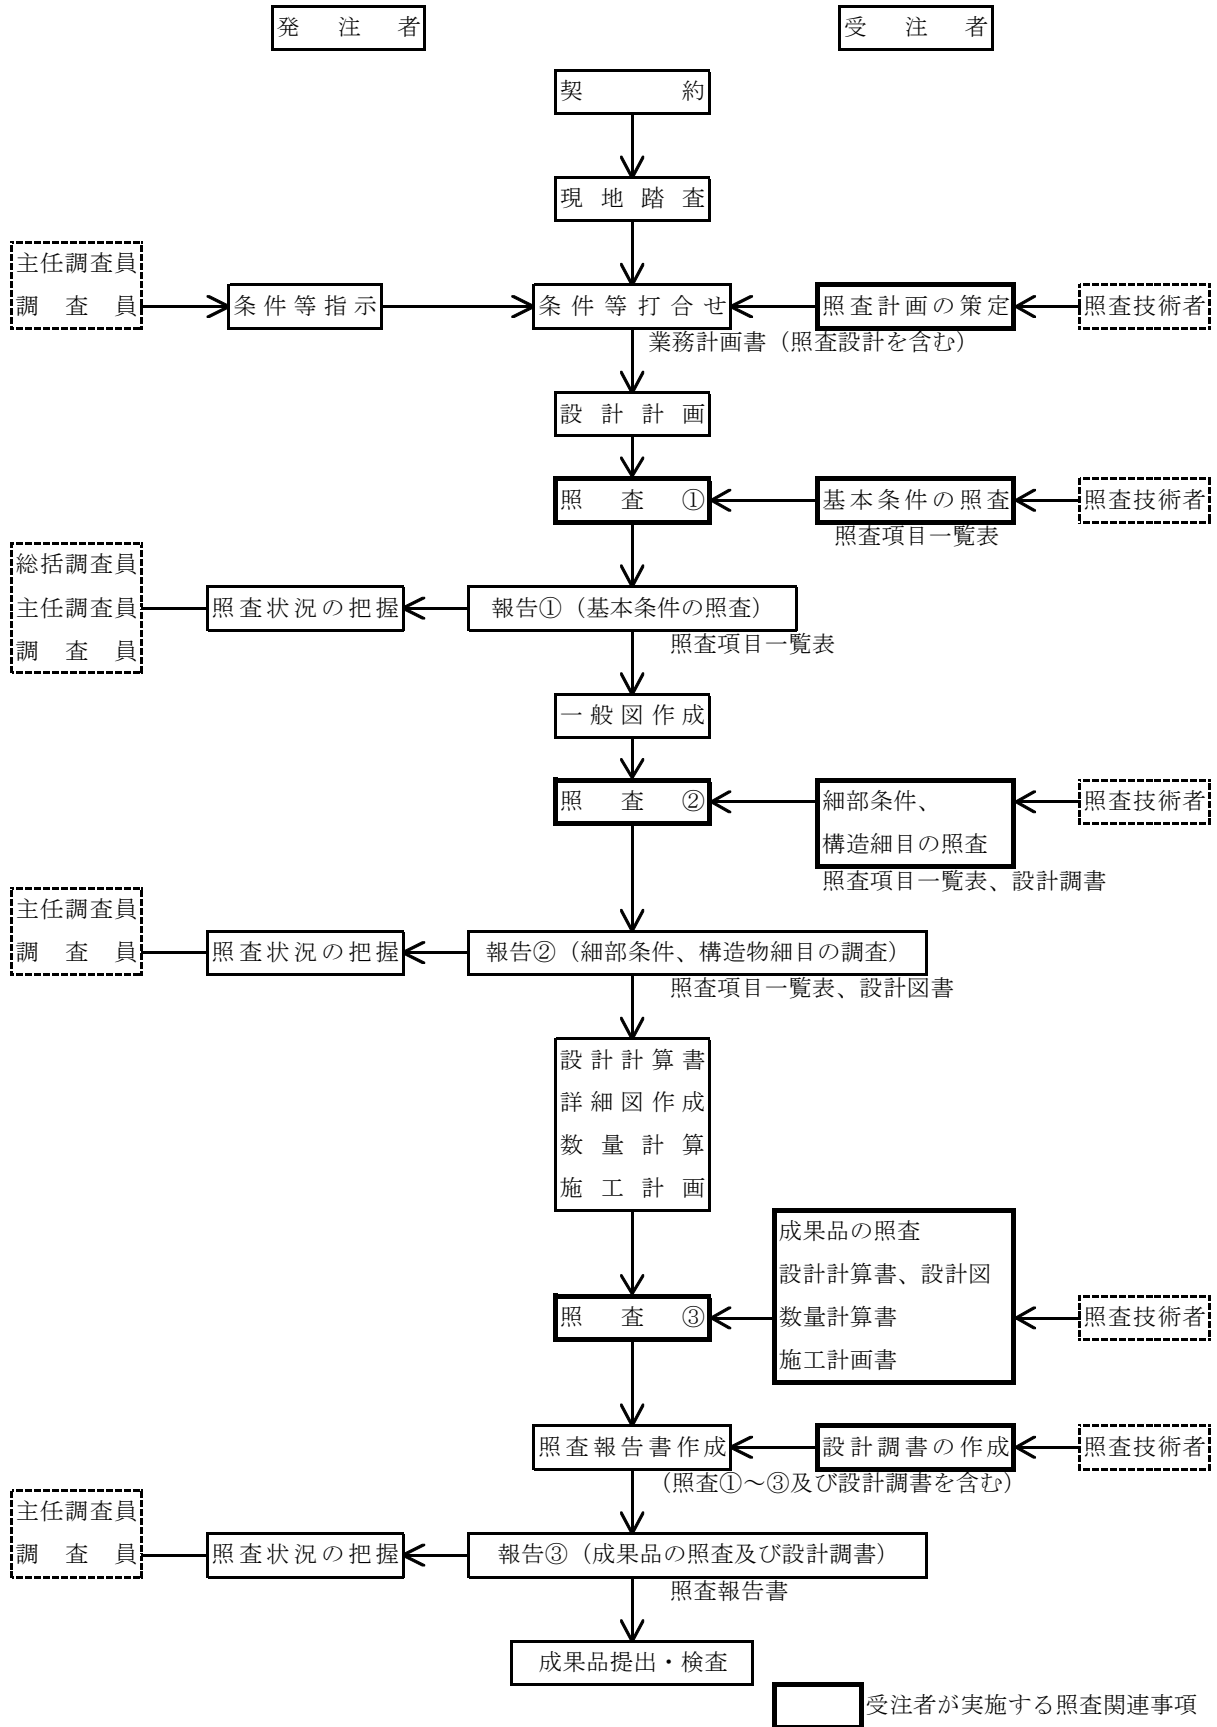 発注者
受注者
契約
現地踏査
主任調査員
調査員
条件等指示
条件等打合せ
照査計画の策定
照査技術者
業務計画書（照査設計を含む）
設計計画
照査①
基本条件の照査
照査技術者
照査項目一覧表
総括調査員
主任調査員
調査員
照査状況の把握
報告①（基本条件の照査）
照査項目一覧表
一般図作成
照査②
細部条件、
構造細目の照査
照査技術者
照査項目一覧表、設計調書
主任調査員
調査員
照査状況の把握
報告②（細部条件、構造物細目の調査）
照査項目一覧表、設計図書
設計計算書
詳細図作成
数量計算
施工計画
照査③
成果品の照査
設計計算書、設計図
数量計算書
施工計画書
照査技術者
照査報告書作成
設計調書の作成
照査技術者
（照査①～③及び設計調書を含む）
主任調査員
調査員
照査状況の把握
報告③（成果品の照査及び設計調書）
照査報告書
成果品提出・検査
受注者が実施する照査関連事項